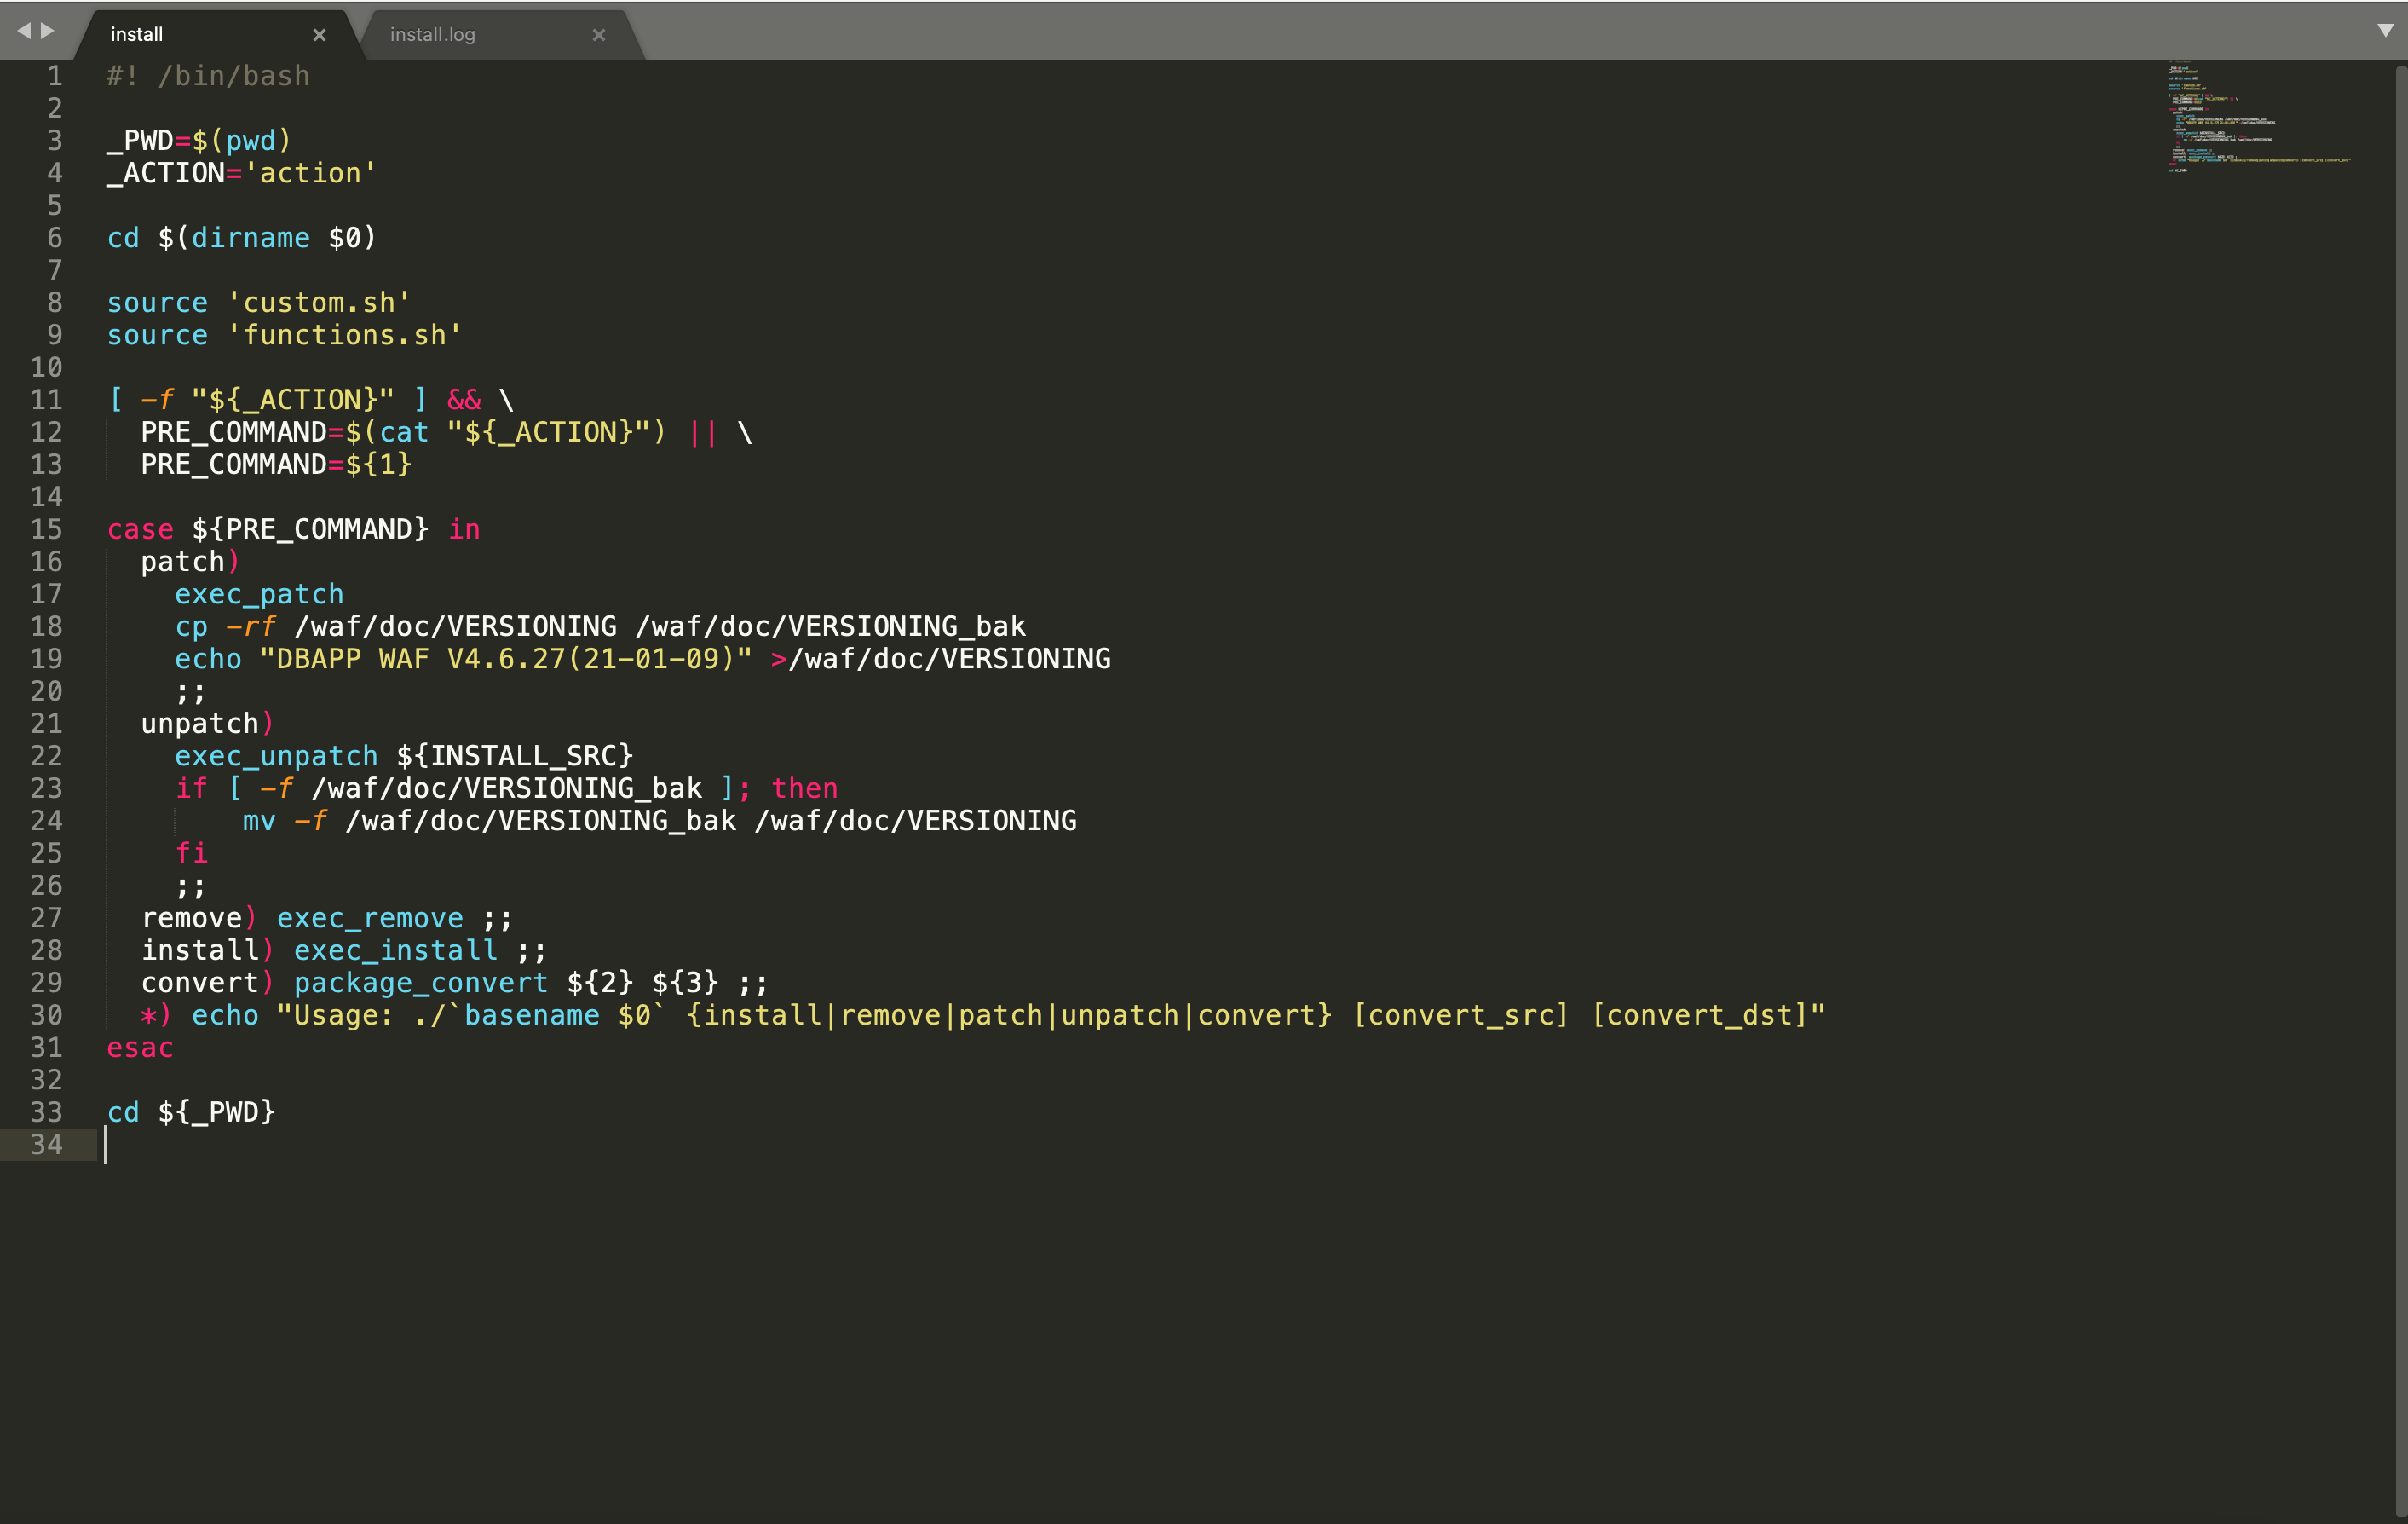 install × install.log ×
1 #! /bin/bash
2
3 _PWD=$(pwd)
4 _ACTION='action'
5
6 cd $(dirname $0)
7
8 source 'custom.sh'
9 source 'functions.sh'
10
11 [ -f "${_ACTION}" ] && \
12   PRE_COMMAND=$(cat "${_ACTION}") || \
13   PRE_COMMAND=${1}
14
15 case ${PRE_COMMAND} in
16   patch)
17     exec_patch
18     cp -rf /waf/doc/VERSIONING /waf/doc/VERSIONING_bak
19     echo "DBAPP WAF V4.6.27(21-01-09)" >/waf/doc/VERSIONING
20     ;;
21   unpatch)
22     exec_unpatch ${INSTALL_SRC}
23     if [ -f /waf/doc/VERSIONING_bak ]; then
24         mv -f /waf/doc/VERSIONING_bak /waf/doc/VERSIONING
25     fi
26     ;;
27   remove) exec_remove ;;
28   install) exec_install ;;
29   convert) package_convert ${2} ${3} ;;
30   *) echo "Usage: ./`basename $0` {install|remove|patch|unpatch|convert} [convert_src] [convert_dst]"
31 esac
32
33 cd ${_PWD}
34